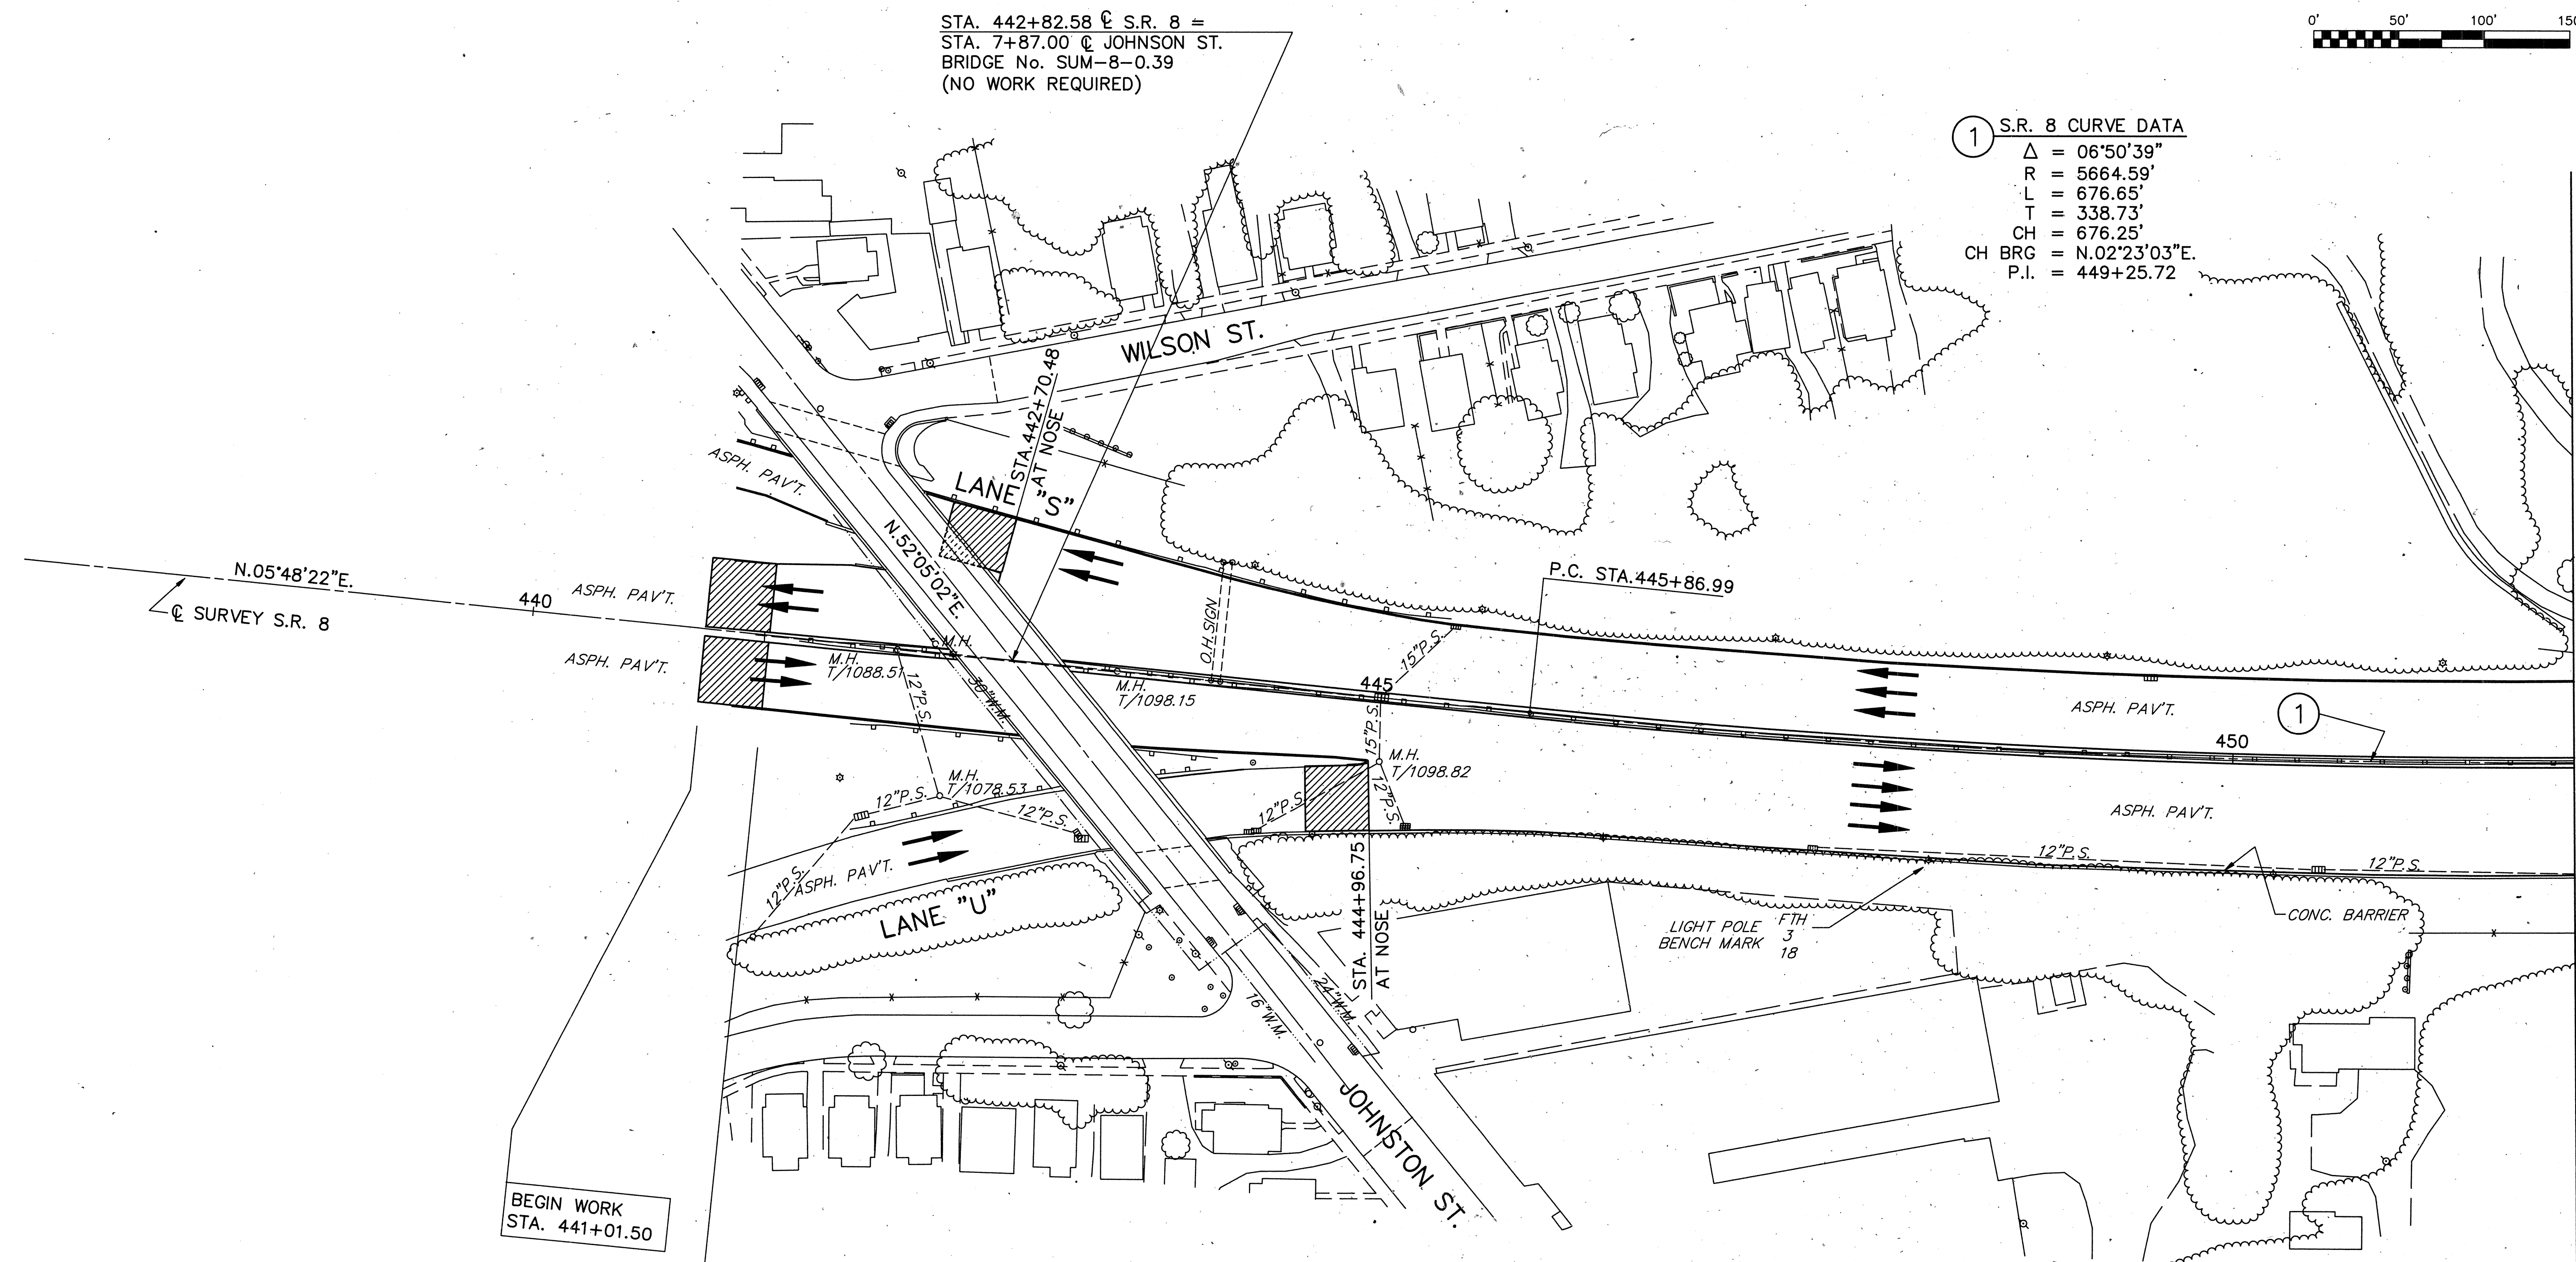 STA. 442+82.58 ℄ S.R. 8 =
STA. 7+87.00 ℄ JOHNSON ST.
BRIDGE No. SUM-8-0.39
(NO WORK REQUIRED)
0' 50' 100' 150
1
S.R. 8 CURVE DATA
Δ = 06°50'39"
R = 5664.59'
L = 676.65'
T = 338.73'
CH = 676.25'
CH BRG = N.02°23'03"E.
P.I. = 449+25.72
WILSON ST.
STA.442+70.48
AT NOSE
LANE "S"
ASPH. PAV'T.
N.52°05'02"E.
N.05°48'22"E.
℄ SURVEY S.R. 8
440
ASPH. PAV'T.
ASPH. PAV'T.
M.H.
M.H.
T/1088.51
12"P.S.
30"W.M.
O.H.SIGN
M.H.
T/1098.15
15"P.S.
445
P.C. STA.445+86.99
15"P.S.
M.H.
T/1098.82
12"P.S.
12"P.S.
ASPH. PAV'T.
1
450
ASPH. PAV'T.
M.H.
T/1078.53
12"P.S.
12"P.S.
12"P.S.
ASPH. PAV'T.
LANE "U"
STA. 444+96.75
AT NOSE
12"P.S.
12"P.S.
CONC. BARRIER
LIGHT POLE
BENCH MARK
FTH
3
18
16"W.M.
24"W.M.
JOHNSTON ST.
BEGIN WORK
STA. 441+01.50